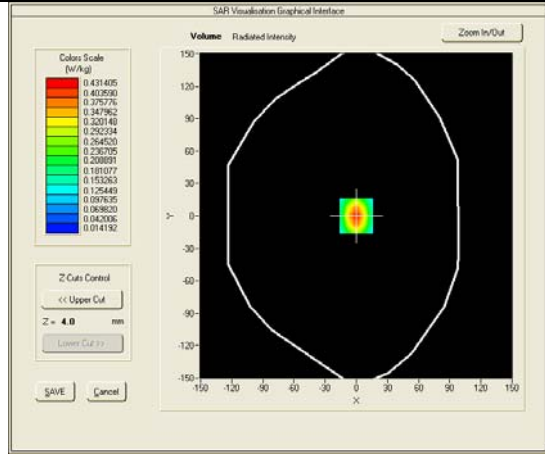 SAR Visualisation Graphical Interface
Volume Radiated Intensity
Zoom In/Out
Colors Scale
(W/kg)
0.431405
0.403590
0.375776
0.347962
0.320148
0.292334
0.264520
0.236705
0.208891
0.181077
0.153263
0.125449
0.097635
0.069820
0.042006
0.014192
Z Cuts Control
<< Upper Cut
Z = 4.0 mm
Lower Cut >>
SAVE Cancel
150-
120-
90-
60-
30-
0-
-30-
-60-
-90-
-120-
-150-
Y
-150 -120 -90 -60 -30 0 30 60 90 120 150
X